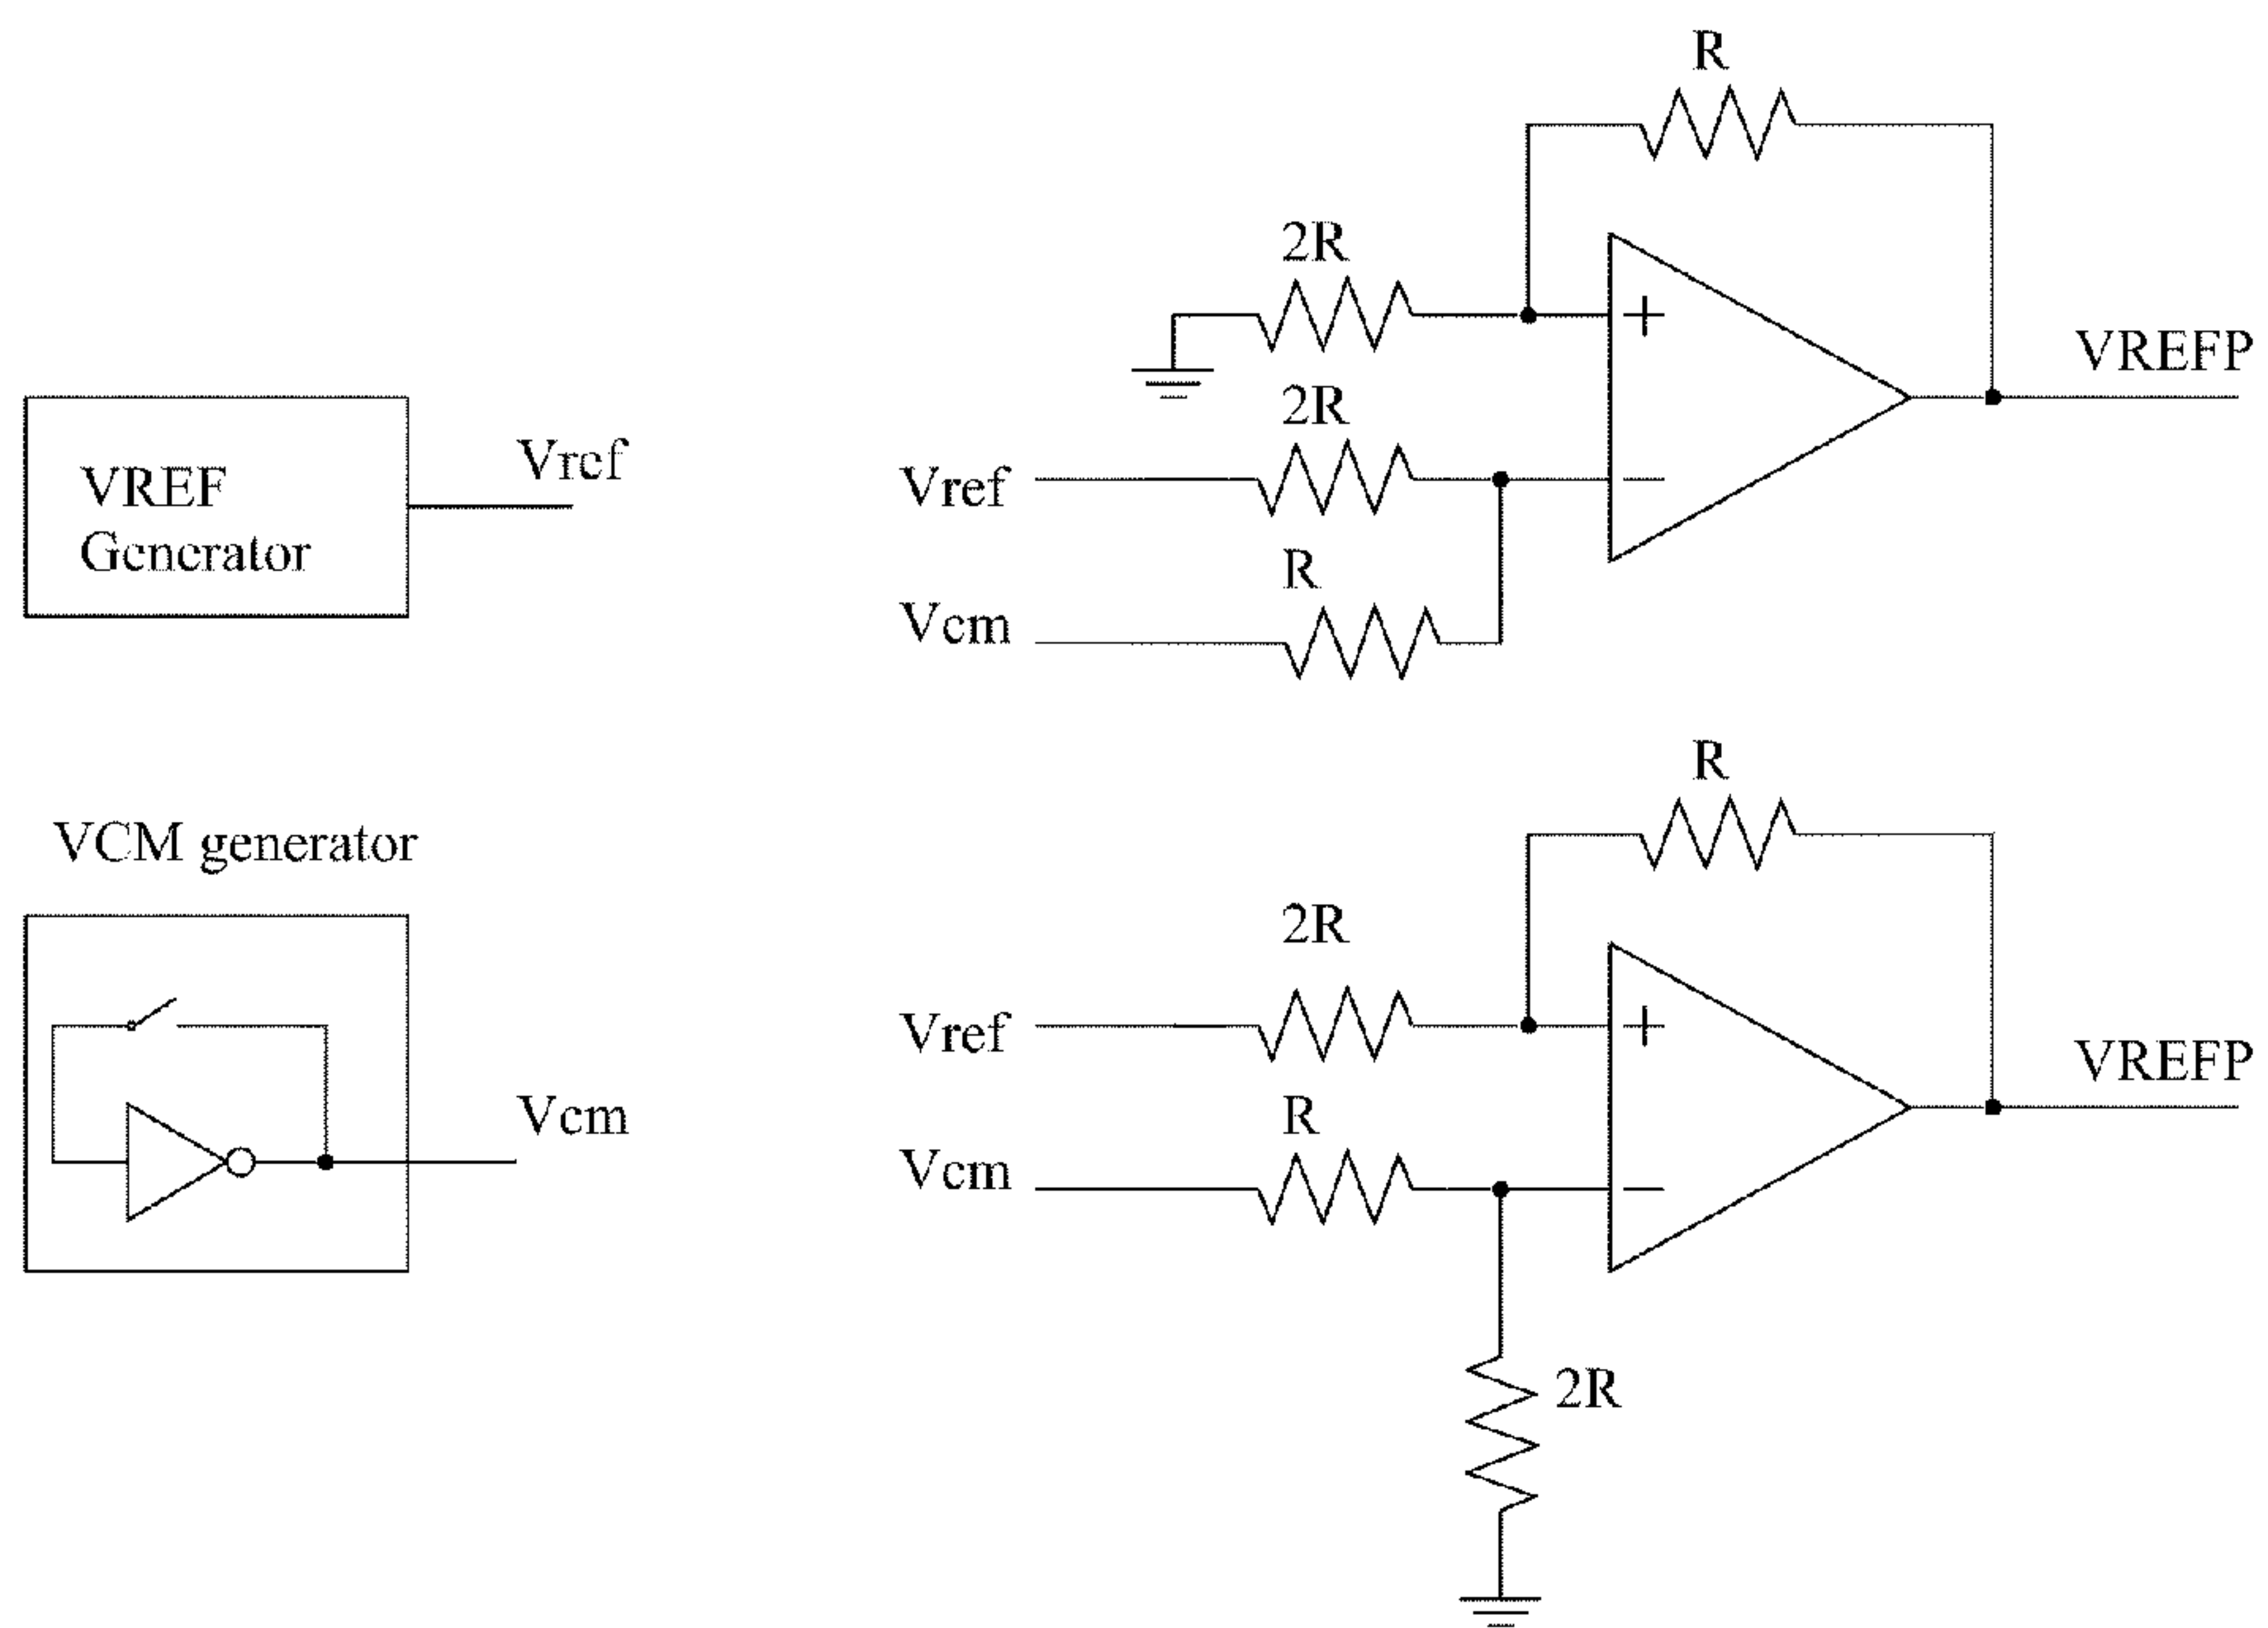 VREF
Generator
Vref
VCM generator
Vcm
R
2R
2R
Vref
R
Vcm
VREFP
R
2R
Vref
R
Vcm
2R
VREFP
+
−
+
−